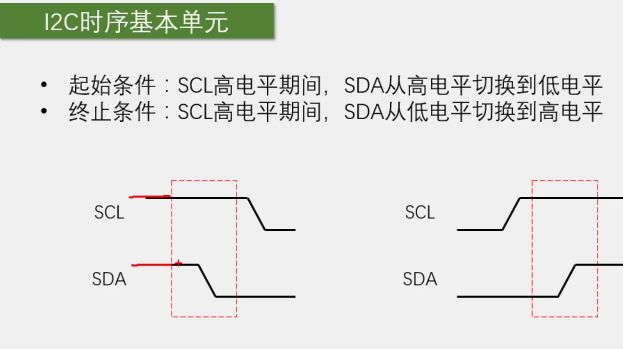 I2C时序基本单元
• 起始条件：SCL高电平期间，SDA从高电平切换到低电平
• 终止条件：SCL高电平期间，SDA从低电平切换到高电平
SCL SCL
SDA SDA